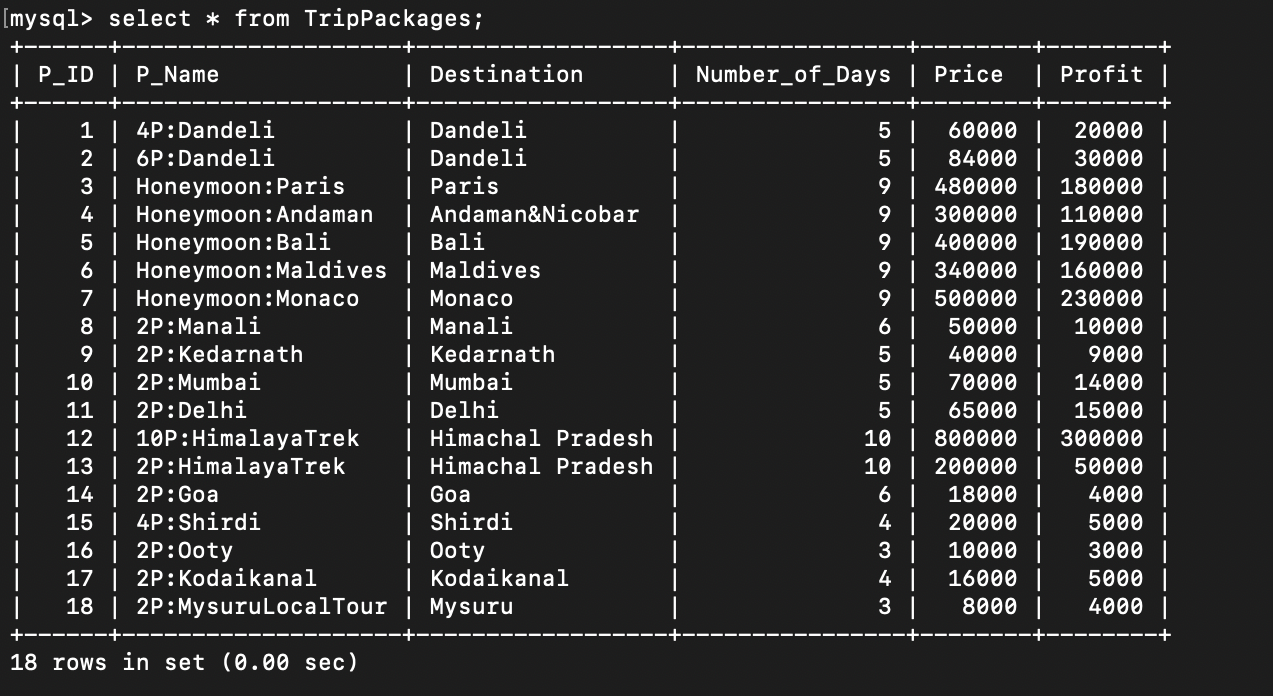 [mysql> select * from TripPackages;
+------+--------------------+------------------+----------------+--------+--------+
| P_ID | P_Name             | Destination      | Number_of_Days | Price  | Profit |
+------+--------------------+------------------+----------------+--------+--------+
|    1 | 4P:Dandeli         | Dandeli          |              5 |  60000 |  20000 |
|    2 | 6P:Dandeli         | Dandeli          |              5 |  84000 |  30000 |
|    3 | Honeymoon:Paris    | Paris            |              9 | 480000 | 180000 |
|    4 | Honeymoon:Andaman  | Andaman&Nicobar  |              9 | 300000 | 110000 |
|    5 | Honeymoon:Bali     | Bali             |              9 | 400000 | 190000 |
|    6 | Honeymoon:Maldives | Maldives         |              9 | 340000 | 160000 |
|    7 | Honeymoon:Monaco   | Monaco           |              9 | 500000 | 230000 |
|    8 | 2P:Manali          | Manali           |              6 |  50000 |  10000 |
|    9 | 2P:Kedarnath       | Kedarnath        |              5 |  40000 |   9000 |
|   10 | 2P:Mumbai          | Mumbai           |              5 |  70000 |  14000 |
|   11 | 2P:Delhi           | Delhi            |              5 |  65000 |  15000 |
|   12 | 10P:HimalayaTrek   | Himachal Pradesh |             10 | 800000 | 300000 |
|   13 | 2P:HimalayaTrek    | Himachal Pradesh |             10 | 200000 |  50000 |
|   14 | 2P:Goa             | Goa              |              6 |  18000 |   4000 |
|   15 | 4P:Shirdi          | Shirdi           |              4 |  20000 |   5000 |
|   16 | 2P:Ooty            | Ooty             |              3 |  10000 |   3000 |
|   17 | 2P:Kodaikanal      | Kodaikanal       |              4 |  16000 |   5000 |
|   18 | 2P:MysuruLocalTour | Mysuru           |              3 |   8000 |   4000 |
+------+--------------------+------------------+----------------+--------+--------+
18 rows in set (0.00 sec)